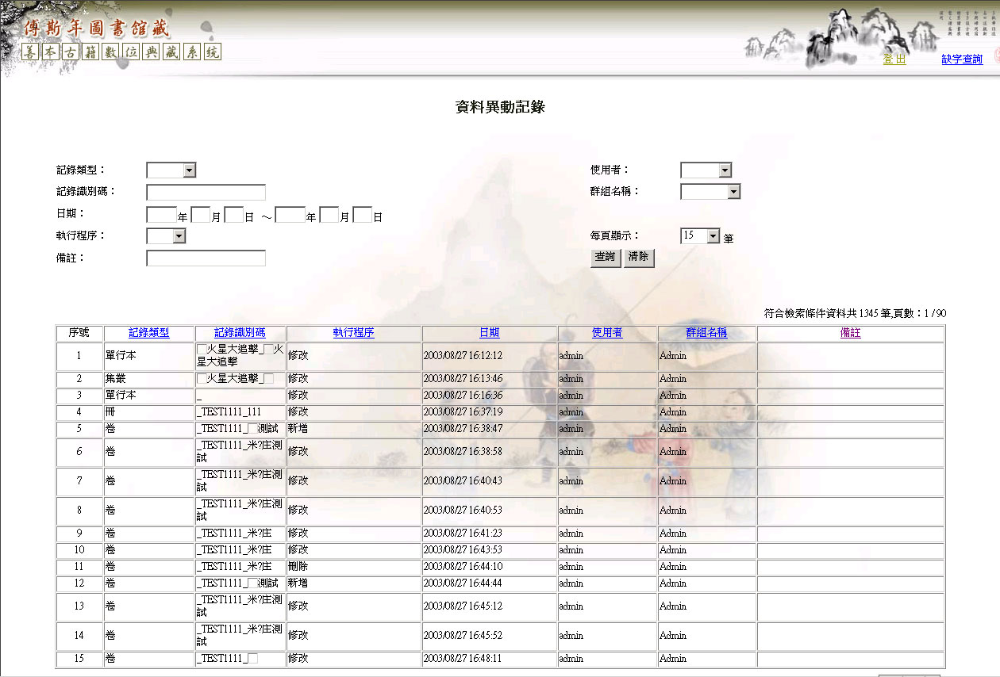 傅斯年圖書館藏
善本古籍數位典藏系統
登出 缺字查詢
資料異動記錄
記錄類型： 使用者：
記錄識別碼： 群組名稱：
日期： 年 月 日 ～ 年 月 日
執行程序： 每頁顯示： 15 筆
備註： 查詢 清除
符合檢索條件資料共 1345 筆,頁數：1 / 90
序號 記錄類型 記錄識別碼 執行程序 日期 使用者 群組名稱 備註
1 單行本 □火星大追擊_□火星大追擊 修改 2003/08/27 16:12:12 admin Admin
2 集叢 □火星大追擊_□ 修改 2003/08/27 16:13:46 admin Admin
3 單行本 _ 修改 2003/08/27 16:16:36 admin Admin
4 冊 _TEST1111_111 修改 2003/08/27 16:37:19 admin Admin
5 卷 _TEST1111_□測試 新增 2003/08/27 16:38:47 admin Admin
6 卷 _TEST1111_米?庄測試 修改 2003/08/27 16:38:58 admin Admin
7 卷 _TEST1111_米?庄測試 修改 2003/08/27 16:40:43 admin Admin
8 卷 _TEST1111_米?庄測試 修改 2003/08/27 16:40:53 admin Admin
9 卷 _TEST1111_米?庄 修改 2003/08/27 16:41:23 admin Admin
10 卷 _TEST1111_米?庄 修改 2003/08/27 16:43:53 admin Admin
11 卷 _TEST1111_米?庄 刪除 2003/08/27 16:44:10 admin Admin
12 卷 _TEST1111_□測試 新增 2003/08/27 16:44:44 admin Admin
13 卷 _TEST1111_米?庄測試 修改 2003/08/27 16:45:12 admin Admin
14 卷 _TEST1111_米?庄測試 修改 2003/08/27 16:45:52 admin Admin
15 卷 _TEST1111_□ 修改 2003/08/27 16:48:11 admin Admin